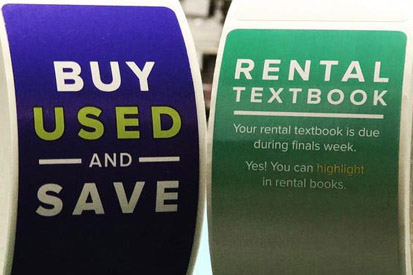 BUY
USED
AND
SAVE
RENTAL
TEXTBOOK
Your rental textbook is due
during finals week.
Yes! You can highlight
in rental books.